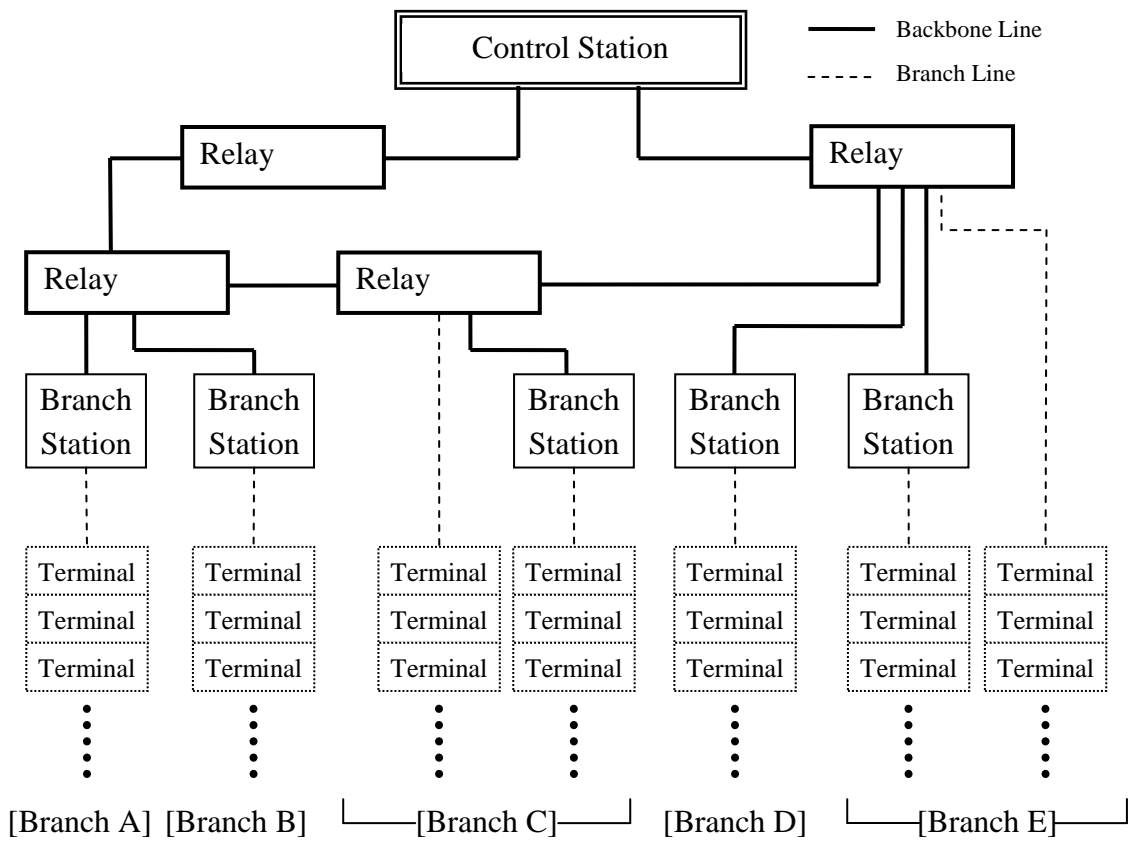 Control Station
Backbone Line
Branch Line
Relay
Relay
Relay
Relay
Branch
Station
Branch
Station
Branch
Station
Branch
Station
Branch
Station
Terminal Terminal Terminal Terminal Terminal Terminal Terminal
Terminal Terminal Terminal Terminal Terminal Terminal Terminal
Terminal Terminal Terminal Terminal Terminal Terminal Terminal
[Branch A] [Branch B] [Branch C] [Branch D] [Branch E]